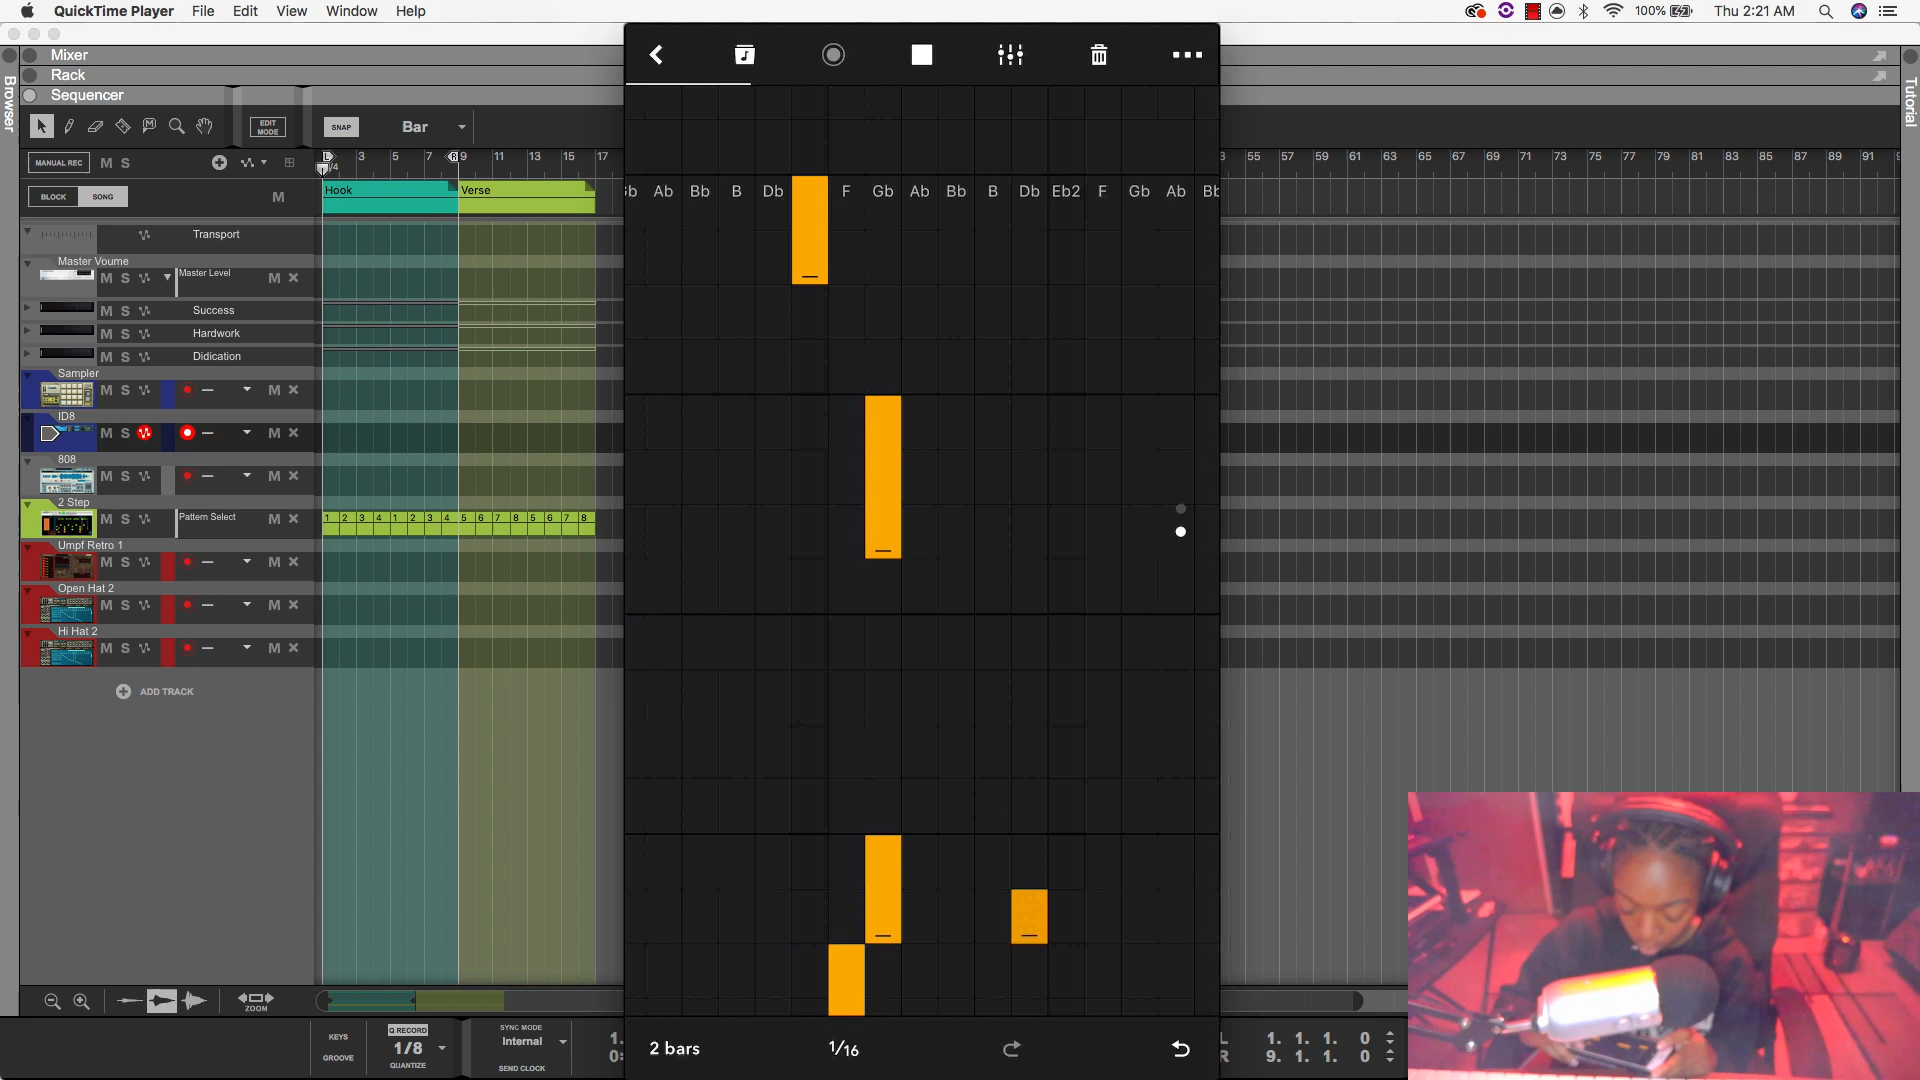 QuickTime Player File Edit View Window Help
100% Thu 2:21 AM
Mixer
Rack
Sequencer
Browser
Tutorial
EDIT MODE
SNAP
Bar
MANUAL REC M S
L 3 5 7 R 9 11 13 15 17
/4
55 57 59 61 63 65 67 69 71 73 75 77 79 81 83 85 87 89 91
BLOCK SONG M
Hook Verse
Ab Bb B Db F Gb Ab Bb B Db Eb2 F Gb Ab
Transport
Master Voume
M S Master Level M
M S Success
M S Hardwork
M S Didication
Sampler
M S M
ID8
M S M
808
M S M
2 Step
M S Pattern Select M
1 2 3 4 1 2 3 4 5 6 7 8 5 6 7 8
Umpf Retro 1
M S M
Open Hat 2
M S M
Hi Hat 2
M S M
ADD TRACK
ZOOM
KEYS
GROOVE
Q RECORD
1/8
QUANTIZE
SYNC MODE
Internal
SEND CLOCK
2 bars 1/16
L 1. 1. 1. 0
R 9. 1. 1. 0